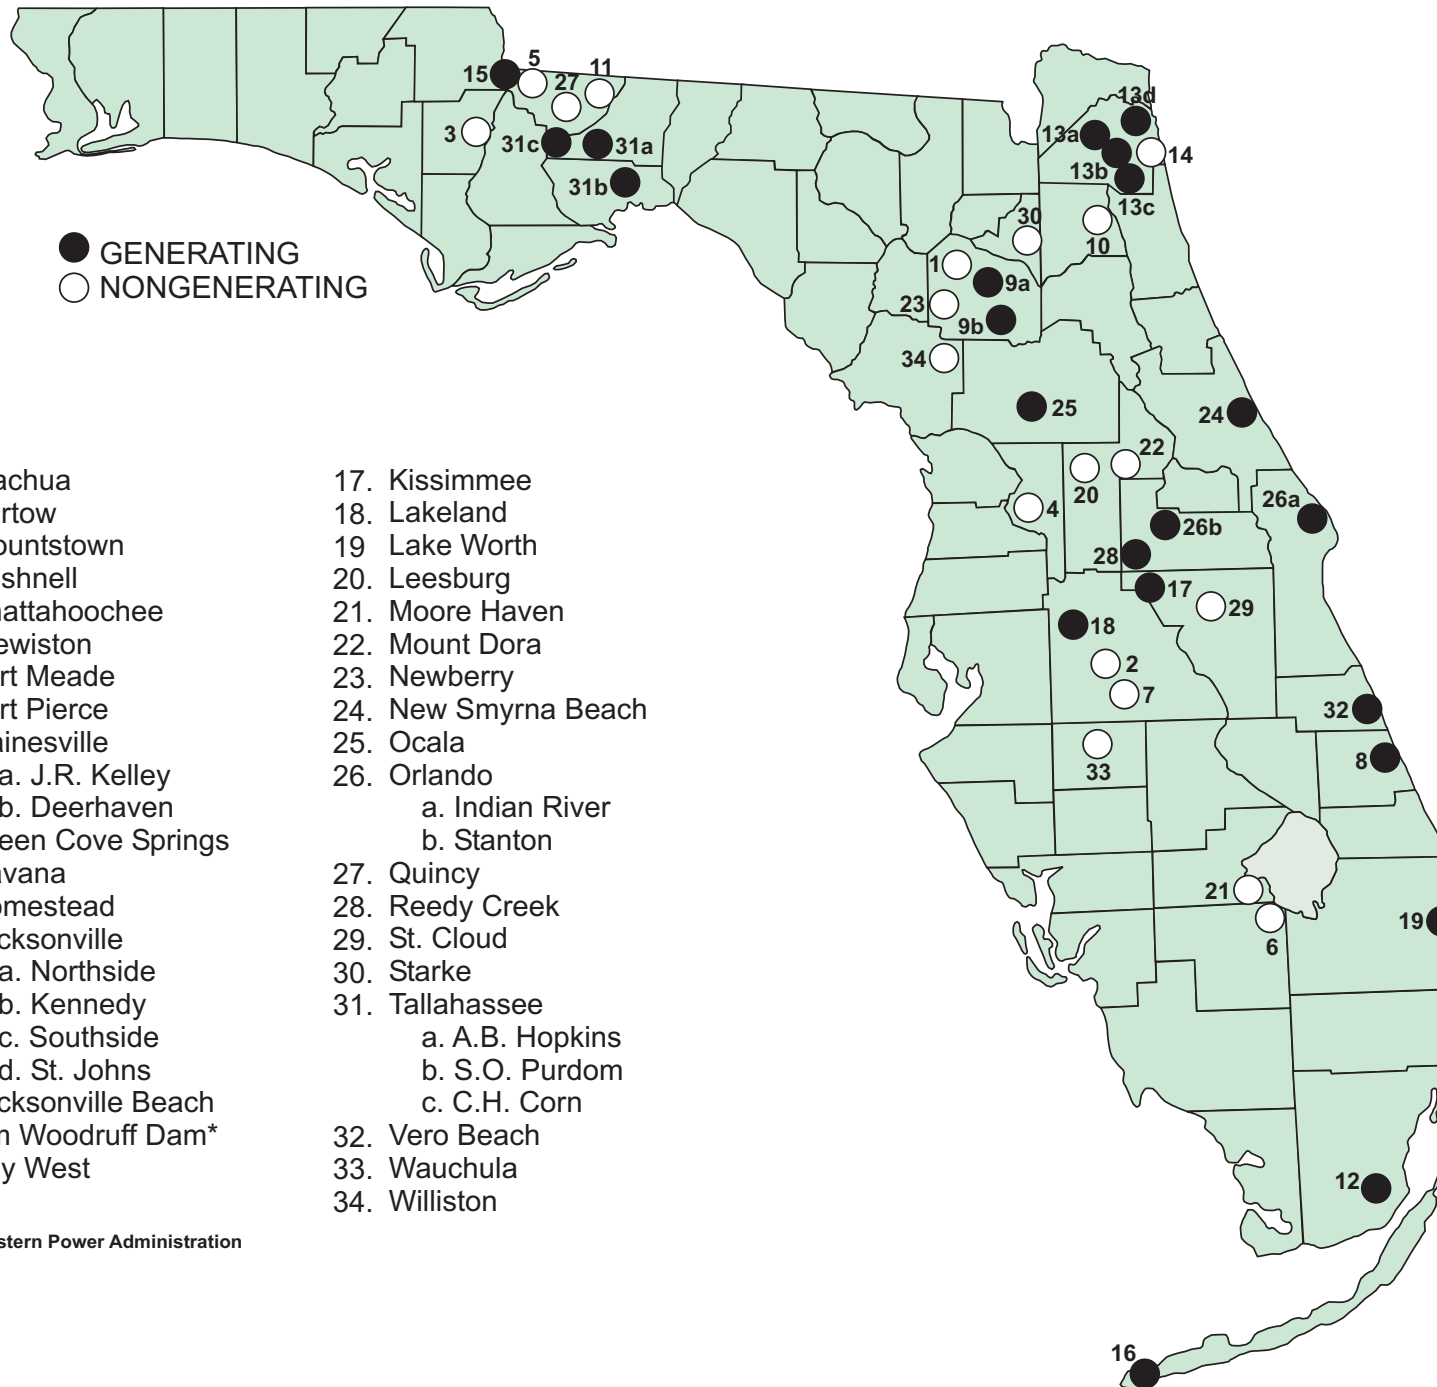 15
5
27
11
3
31c
31a
31b
13d
13a
13b
14
13c
10
30
1
9a
23
9b
34
GENERATING
NONGENERATING
25
24
22
20
4
26a
26b
28
17
29
18
2
7
33
32
8
21
6
19
12
16
achua
rtow
ountstown
shnell
hattahoochee
ewiston
rt Meade
rt Pierce
ainesville
a. J.R. Kelley
b. Deerhaven
een Cove Springs
avana
omestead
cksonville
a. Northside
b. Kennedy
c. Southside
d. St. Johns
cksonville Beach
n Woodruff Dam*
y West
17. Kissimmee
18. Lakeland
19 Lake Worth
20. Leesburg
21. Moore Haven
22. Mount Dora
23. Newberry
24. New Smyrna Beach
25. Ocala
26. Orlando
a. Indian River
b. Stanton
27. Quincy
28. Reedy Creek
29. St. Cloud
30. Starke
31. Tallahassee
a. A.B. Hopkins
b. S.O. Purdom
c. C.H. Corn
32. Vero Beach
33. Wauchula
34. Williston
stern Power Administration